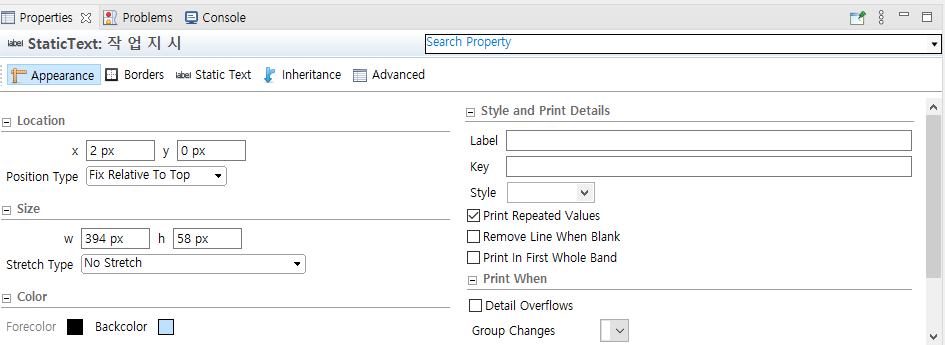 Properties Problems Console
label StaticText: 작 업 지 시
Search Property
Appearance Borders label Static Text Inheritance Advanced
Location
x 2 px y 0 px
Position Type Fix Relative To Top
Size
w 394 px h 58 px
Stretch Type No Stretch
Color
Forecolor Backcolor
Style and Print Details
Label
Key
Style
Print Repeated Values
Remove Line When Blank
Print In First Whole Band
Print When
Detail Overflows
Group Changes